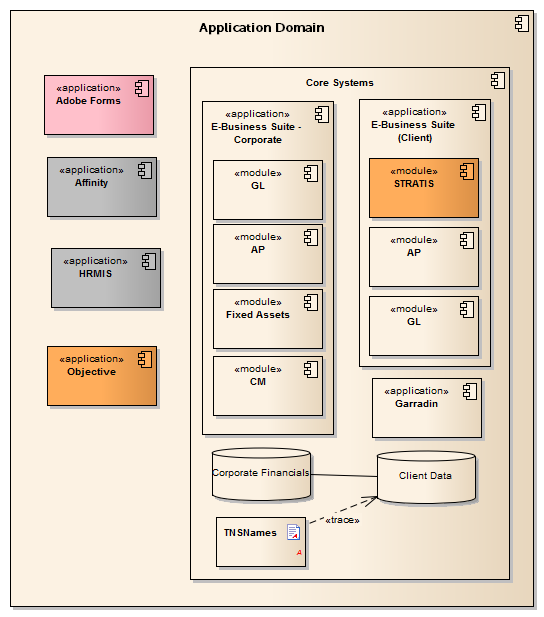 Application Domain
«application»
Adobe Forms
«application»
Affinity
«application»
HRMIS
«application»
Objective
Core Systems
«application»
E-Business Suite -
Corporate
«module»
GL
«module»
AP
«module»
Fixed Assets
«module»
CM
«application»
E-Business Suite
(Client)
«module»
STRATIS
«module»
AP
«module»
GL
«application»
Garradin
Corporate Financials
Client Data
TNSNames
A
«trace»